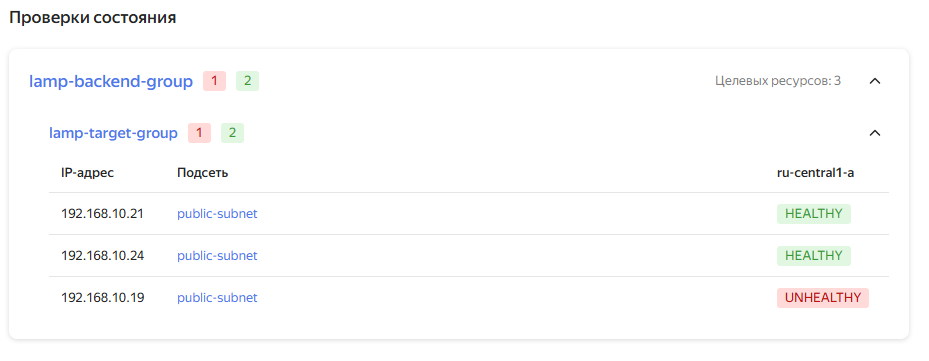 Проверки состояния
lamp-backend-group 1 2 Целевых ресурсов: 3
lamp-target-group 1 2
IP-адрес Подсеть ru-central1-a
192.168.10.21 public-subnet HEALTHY
192.168.10.24 public-subnet HEALTHY
192.168.10.19 public-subnet UNHEALTHY